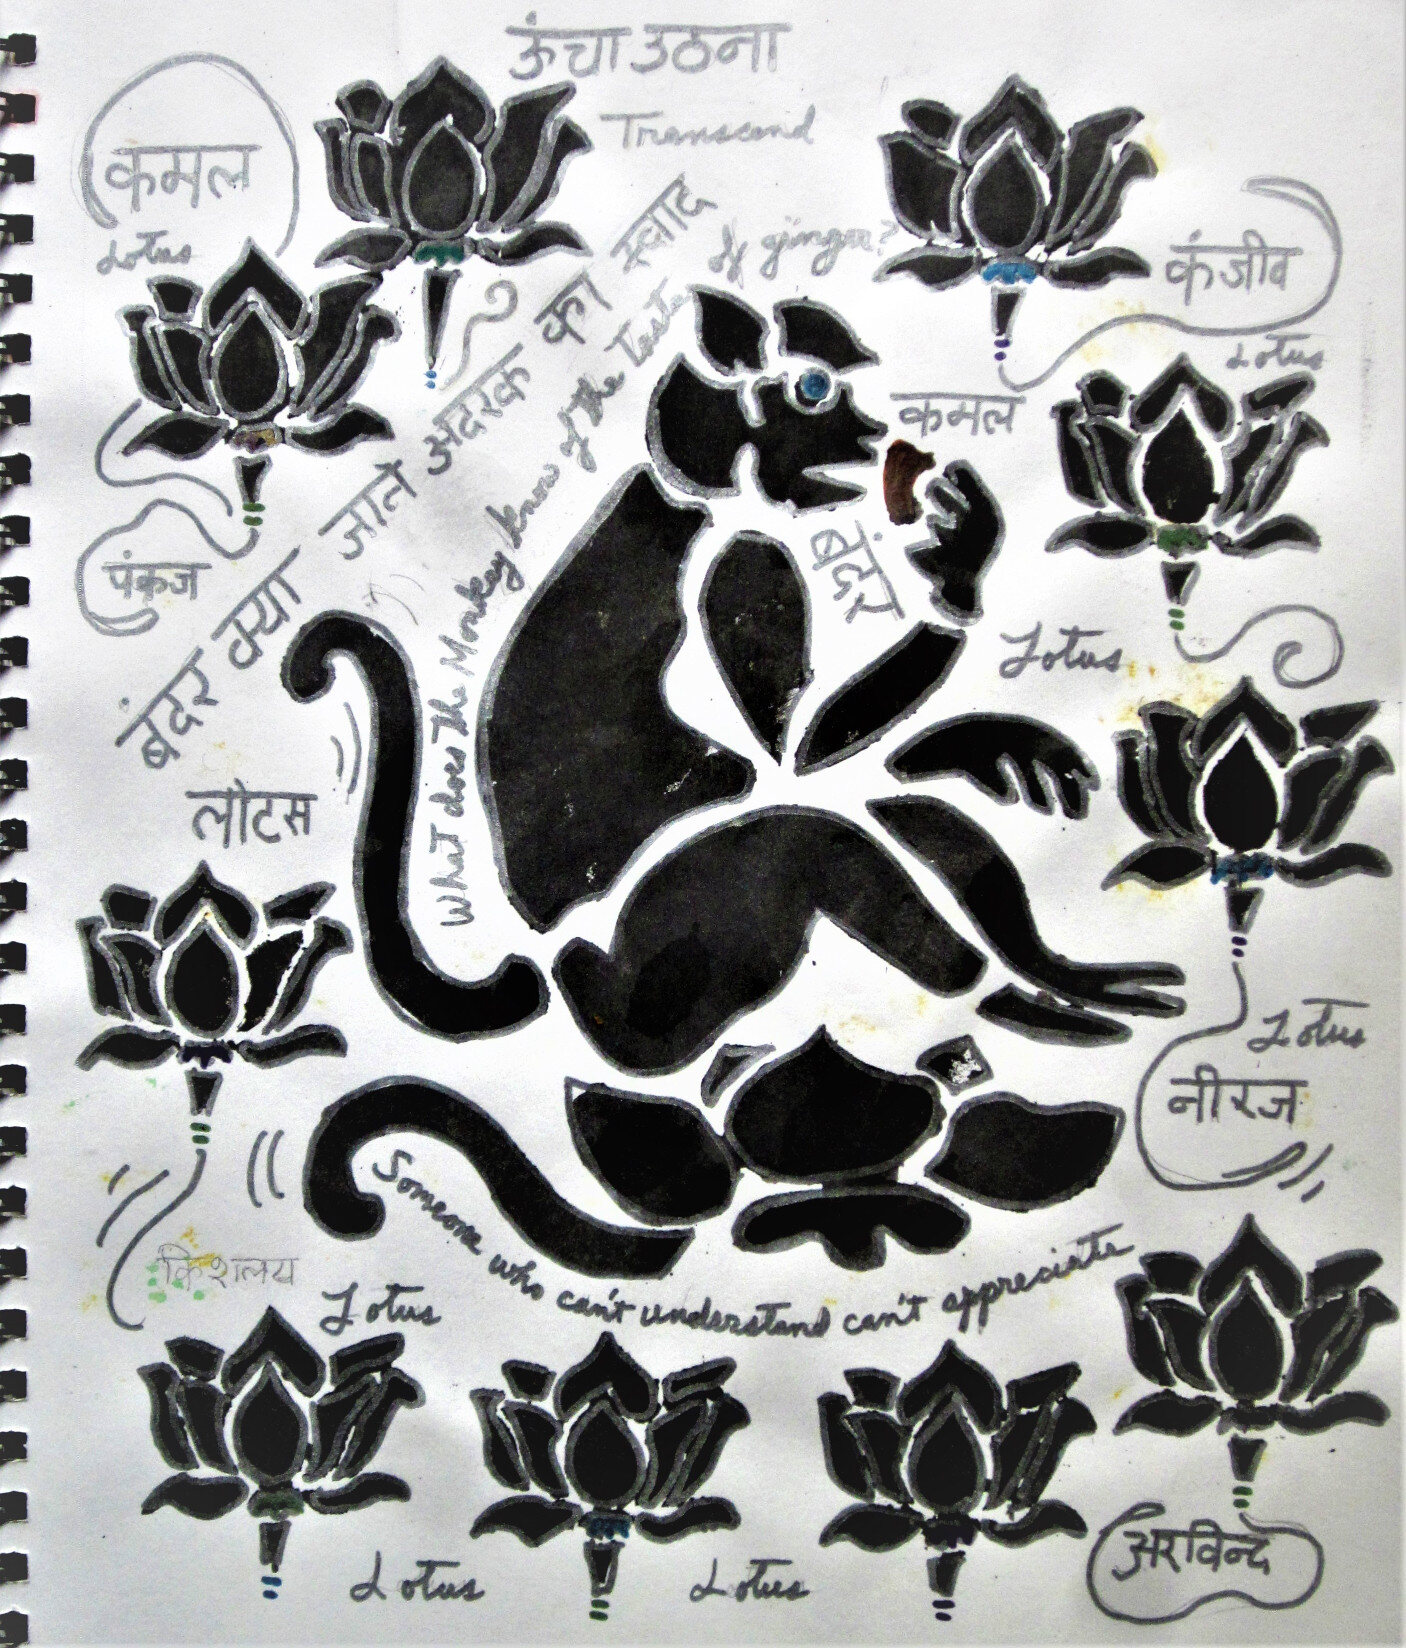 ऊंचा उठना
Transcend
कमल
Lotus
कंजीव
Lotus
बंदर क्या जाने अदरक का स्वाद
What does The Monkey know of the Taste of ginger?
कमल
बंदर
पंकज
Lotus
लोटस
Lotus
नीरज
Someone who can't understand can't appreciate
किशलय
Lotus
अरविन्द
Lotus
Lotus